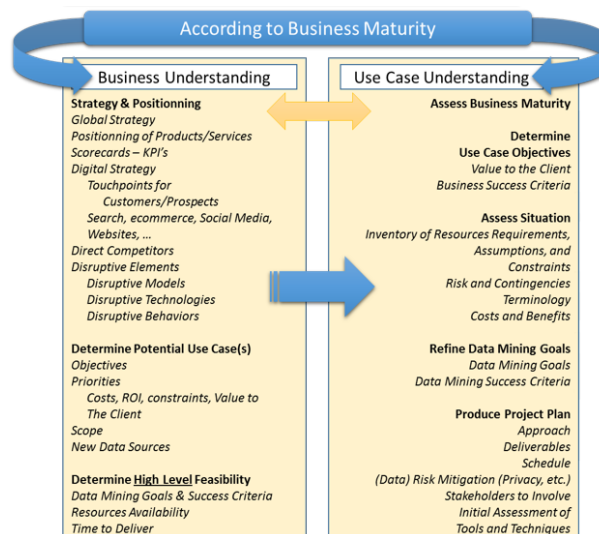 According to Business Maturity
Business Understanding
Strategy & Positionning
Global Strategy
Positionning of Products/Services
Scorecards – KPI's
Digital Strategy
Touchpoints for
Customers/Prospects
Search, ecommerce, Social Media,
Websites, ...
Direct Competitors
Disruptive Elements
Disruptive Models
Disruptive Technologies
Disruptive Behaviors
Determine Potential Use Case(s)
Objectives
Priorities
Costs, ROI, constraints, Value to
The Client
Scope
New Data Sources
Determine High Level Feasibility
Data Mining Goals & Success Criteria
Resources Availability
Time to Deliver
Use Case Understanding
Assess Business Maturity
Determine
Use Case Objectives
Value to the Client
Business Success Criteria
Assess Situation
Inventory of Resources Requirements,
Assumptions, and
Constraints
Risk and Contingencies
Terminology
Costs and Benefits
Refine Data Mining Goals
Data Mining Goals
Data Mining Success Criteria
Produce Project Plan
Approach
Deliverables
Schedule
(Data) Risk Mitigation (Privacy, etc.)
Stakeholders to Involve
Initial Assessment of
Tools and Techniques